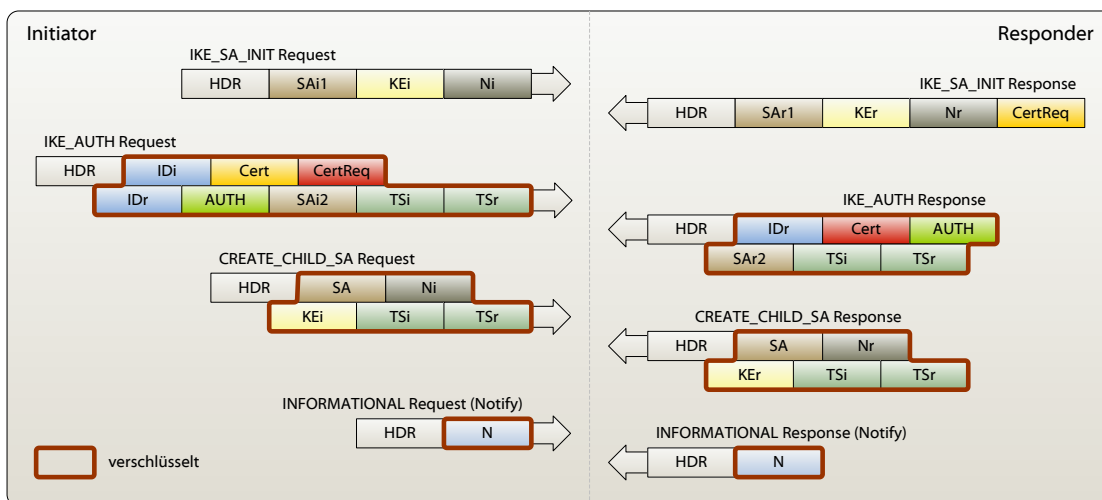 Initiator
Responder
IKE_SA_INIT Request
HDR SAi1 KEi Ni
IKE_SA_INIT Response
HDR SAr1 KEr Nr CertReq
IKE_AUTH Request
HDR IDi Cert CertReq
IDr AUTH SAi2 TSi TSr
IKE_AUTH Response
HDR IDr Cert AUTH
SAr2 TSi TSr
CREATE_CHILD_SA Request
HDR SA Ni
KEi TSi TSr
CREATE_CHILD_SA Response
HDR SA Nr
KEr TSi TSr
INFORMATIONAL Request (Notify)
HDR N
INFORMATIONAL Response (Notify)
HDR N
verschlüsselt